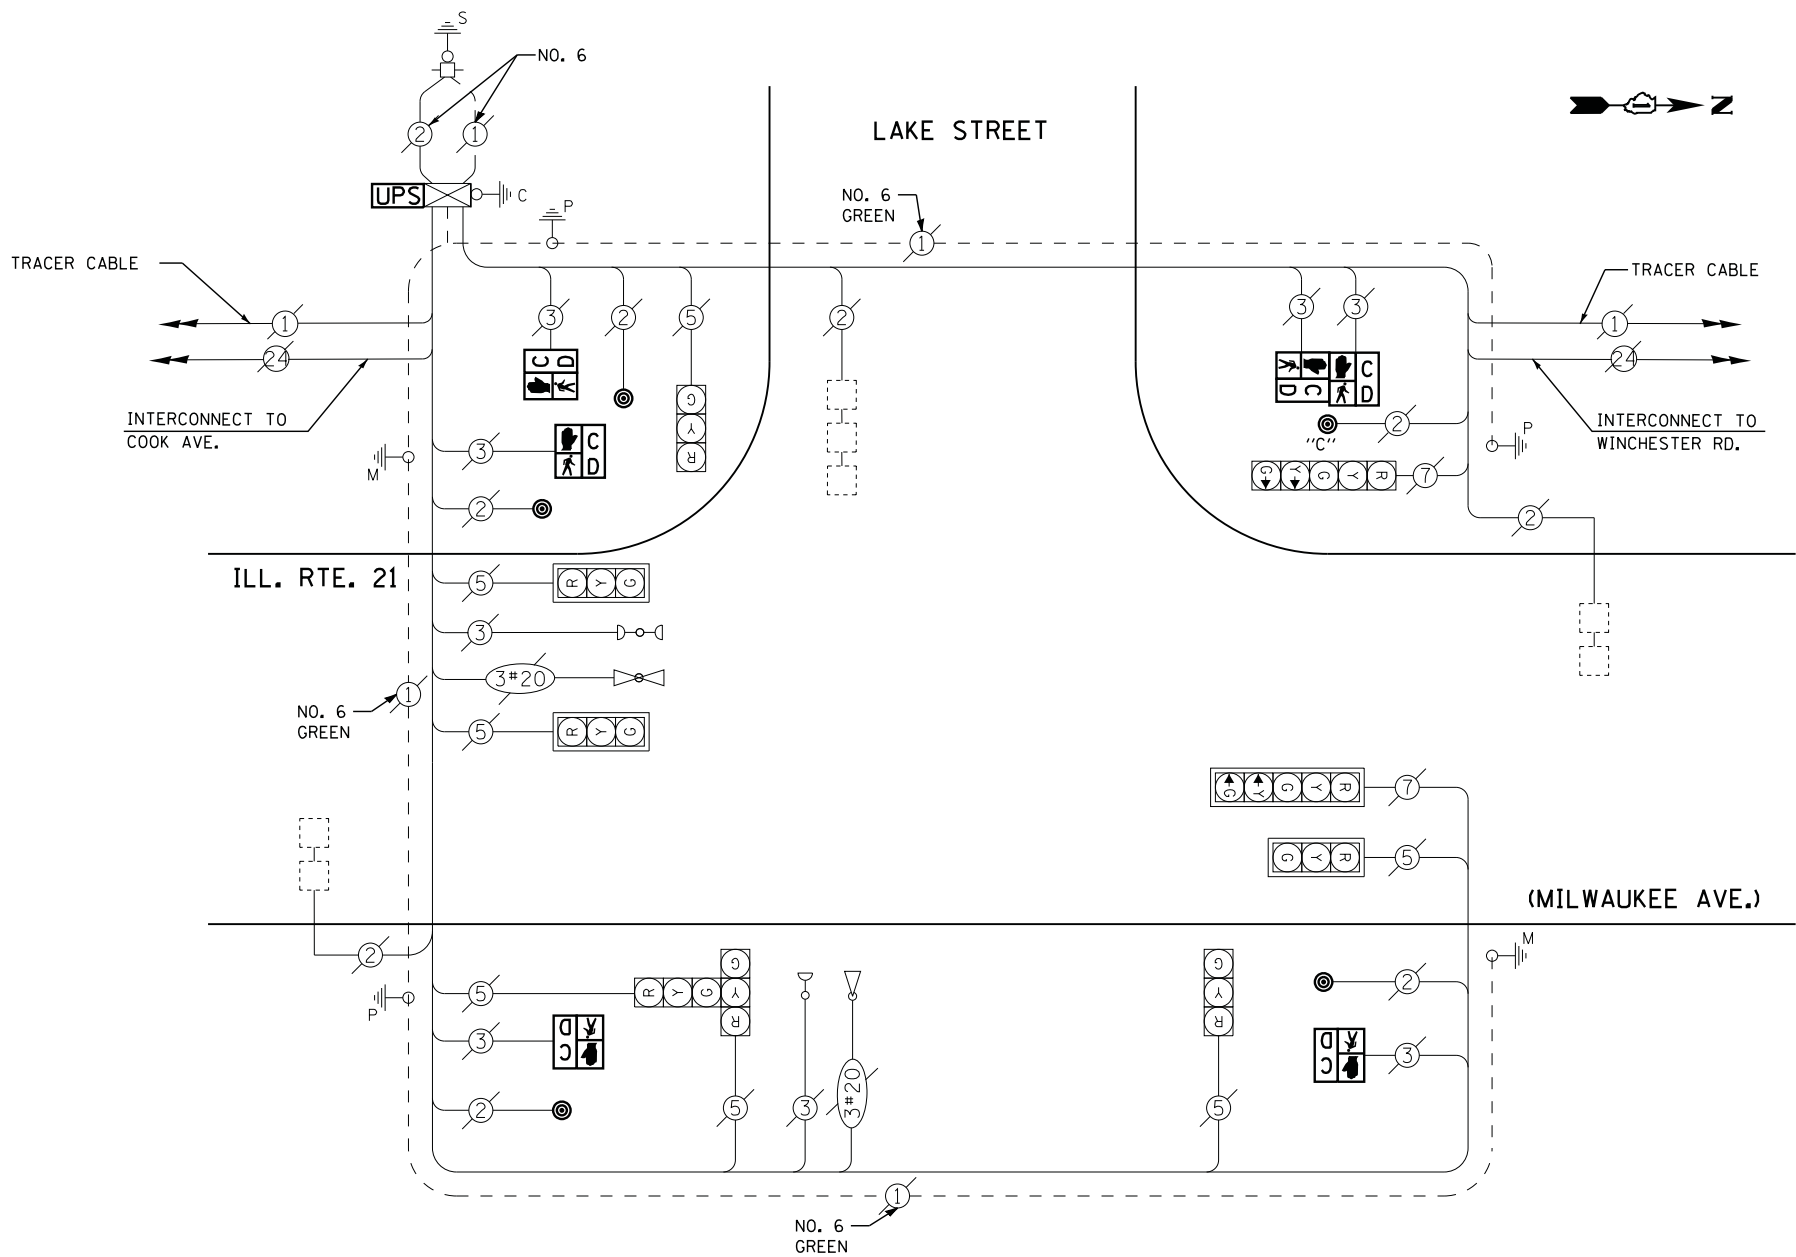 S
NO. 6
2 1
LAKE STREET
N
UPS
C
P
NO. 6
GREEN
1
TRACER CABLE
TRACER CABLE
1
24
3
2
5
2
3
3
1
24
C D
G
Y
R
D C
C D
INTERCONNECT TO
COOK AVE.
INTERCONNECT TO
WINCHESTER RD.
M
3
C
D
2
"C"
P
G Y G Y R
7
2
2
ILL. RTE. 21
5
R Y G
3
3#20
NO. 6
GREEN
1
5
R Y G
G Y G Y R
7
G Y R
5
(MILWAUKEE AVE.)
2
M
P
5
R Y G
G
Y
R
G
Y
R
2
3
D
C
D
C
3
2
5
3
3#20
5
1
NO. 6
GREEN